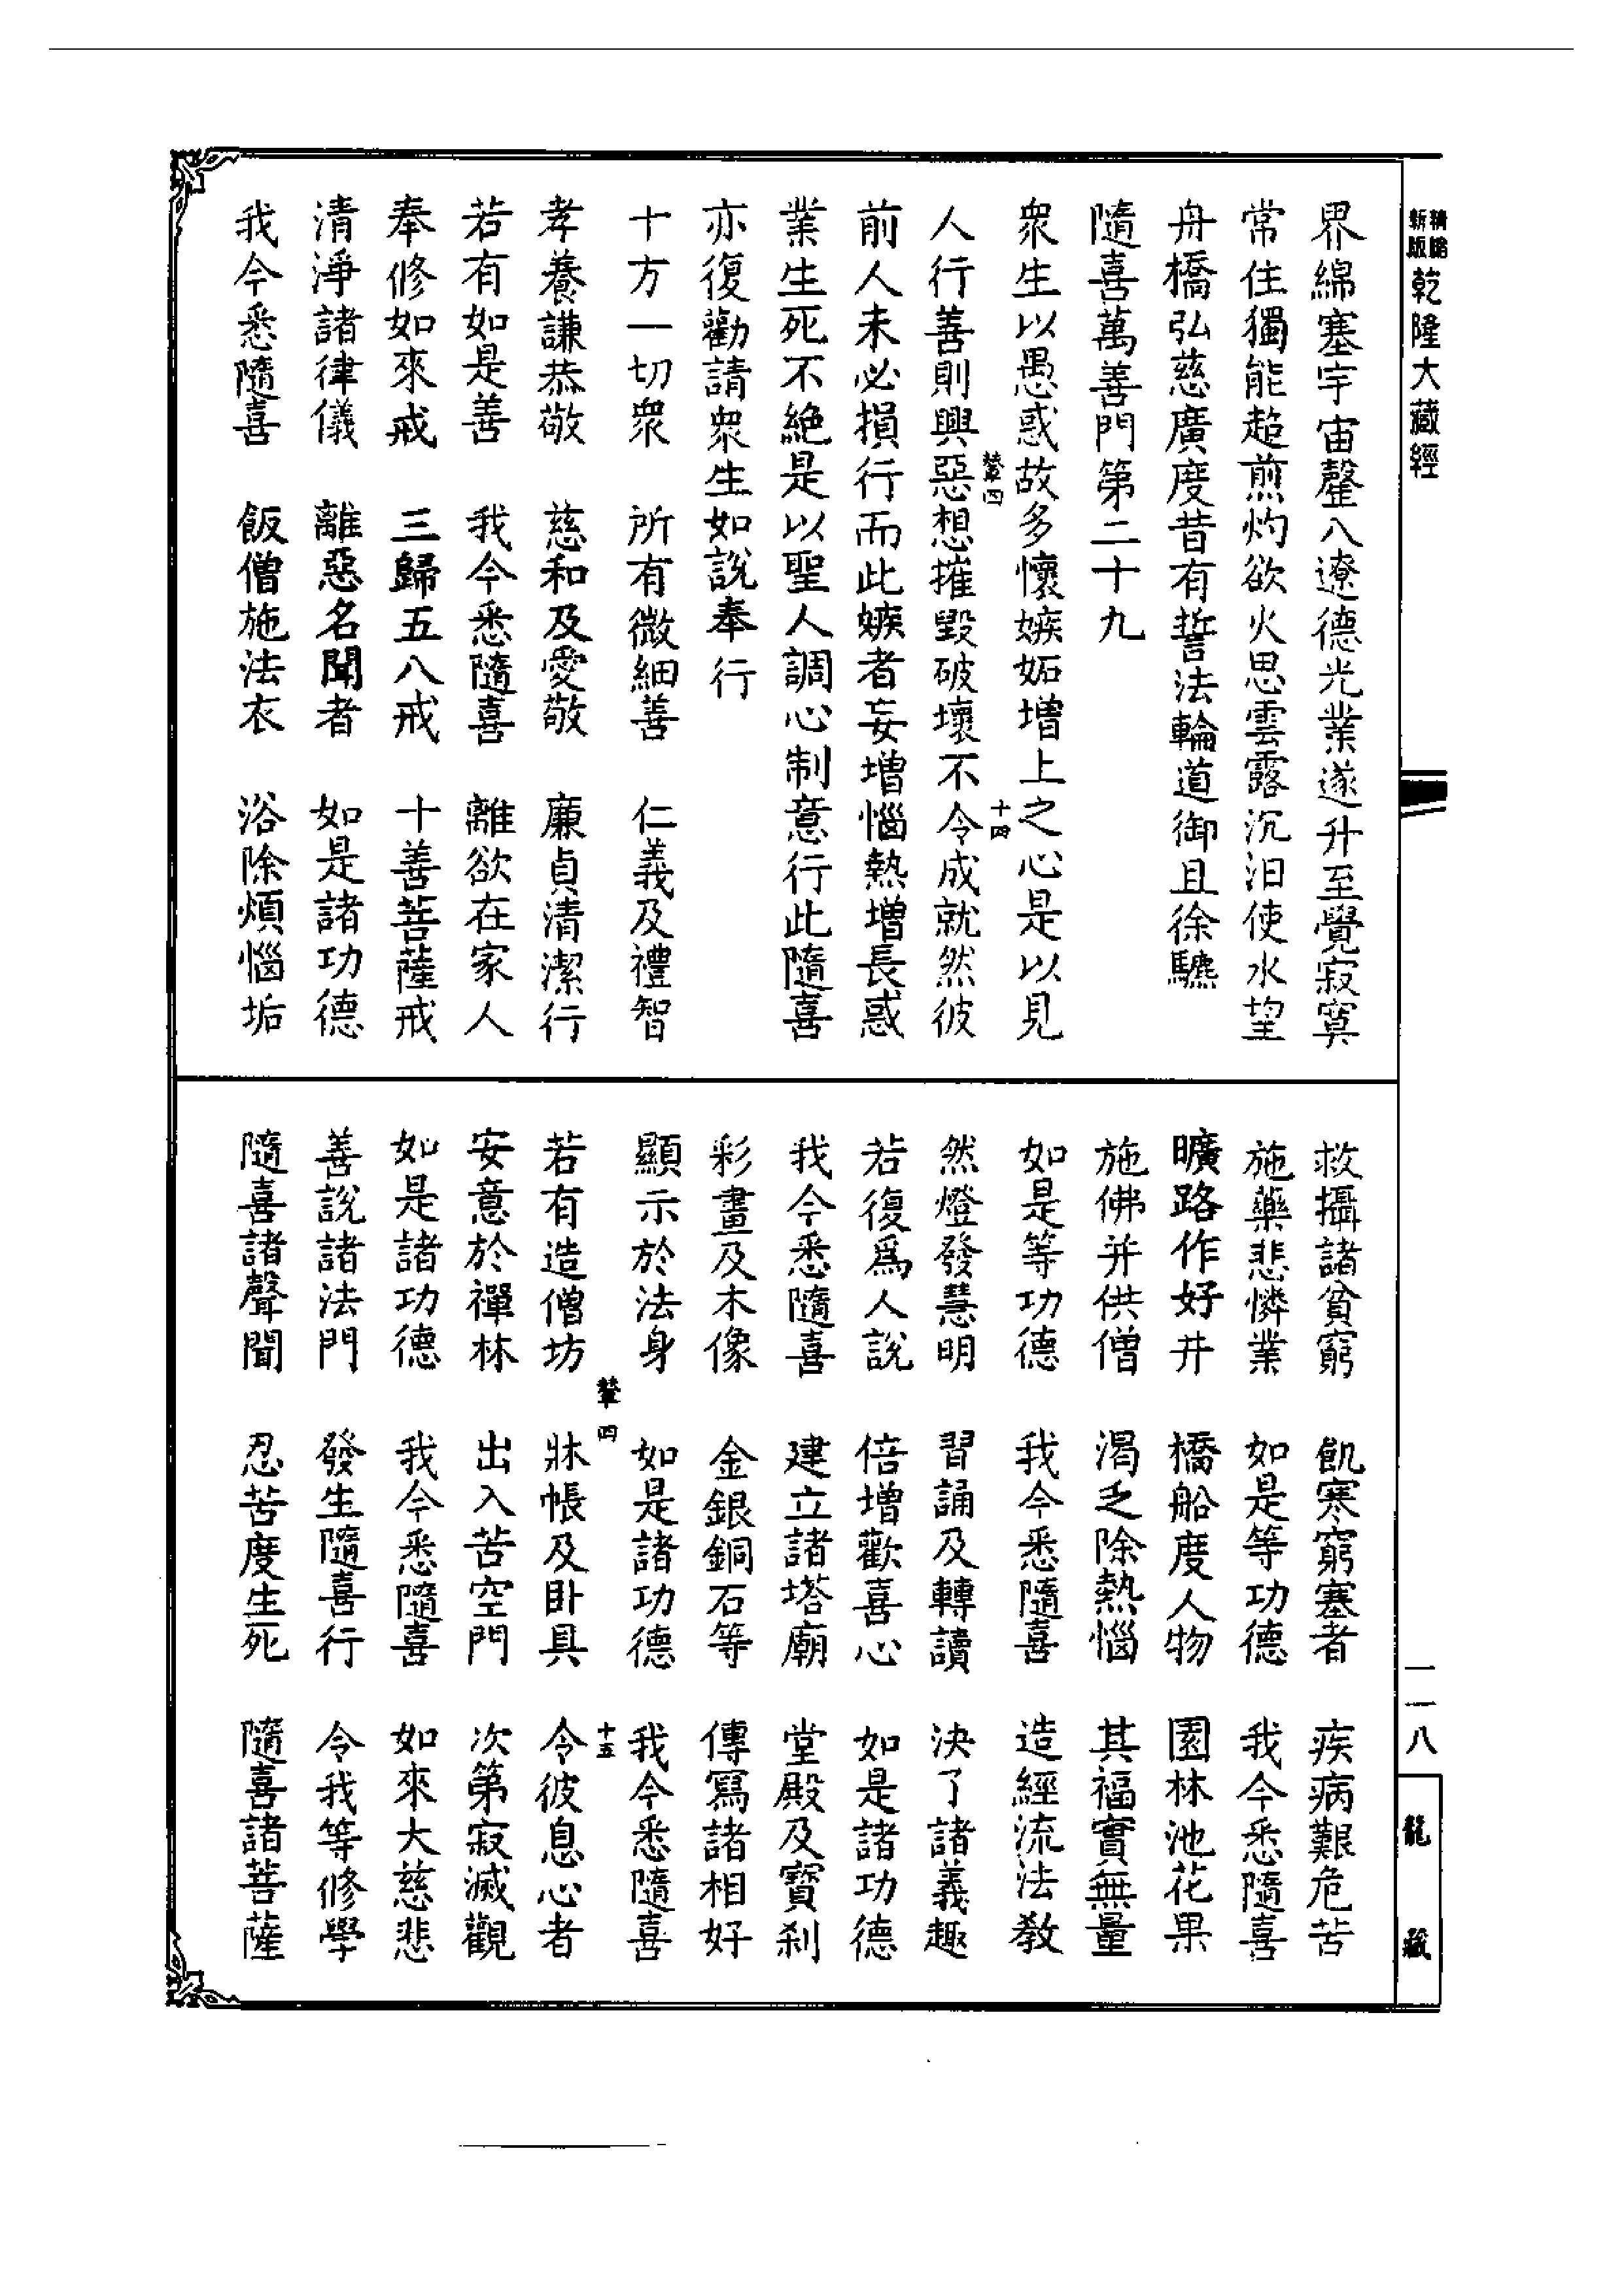 精縮新版乾隆大藏經
界綿塞宇宙罄八遼德光業遂升至覺寂寞
常住獨能超煎灼欲火思雲露沉汨使水望
舟橋弘慈廣度昔有誓法輪道御且徐驂
隨喜萬善門第二十九
衆生以愚惑故多懷嫉妬增上之心是以見
人行善則興惡想摧毀破壞不令成就然彼
前人未必損行而此嫉者妄增惱熱增長惑
業生死不絶是以聖人調心制意行此隨喜
亦復勸請衆生如說奉行
十方一切衆 所有微細善 仁義及禮智
孝養謙恭敬 慈和及愛敬 廉貞清潔行
若有如是善 我今悉隨喜 離欲在家人
奉修如來戒 三歸五八戒 十善菩薩戒
清淨諸律儀 離惡名聞者 如是諸功德
我今悉隨喜 飯僧施法衣 浴除煩惱垢
救攝諸貧窮 飢寒窮塞者 疾病艱危苦
施藥悲憐業 如是等功德 我今悉隨喜
曠路作好井 橋船度人物 園林池花果
施佛并供僧 渴乏除熱惱 其福實無量
如是等功德 我今悉隨喜 造經流法教
然燈發慧明 習誦及轉讀 決了諸義趣
若復爲人說 倍增歡喜心 如是諸功德
我今悉隨喜 建立諸塔廟 堂殿及寶刹
彩畫及木像 金銀銅石等 傳寫諸相好
顯示於法身 如是諸功德 我今悉隨喜
若有造僧坊 牀帳及卧具 令彼息心者
安意於禪林 出入苦空門 次第寂滅觀
如是諸功德 我今悉隨喜 如來大慈悲
善說諸法門 發生隨喜行 令我等修學
隨喜諸聲聞 忍苦度生死 隨喜諸菩薩
輦四
十四
輦四
十五
一一八
龍藏